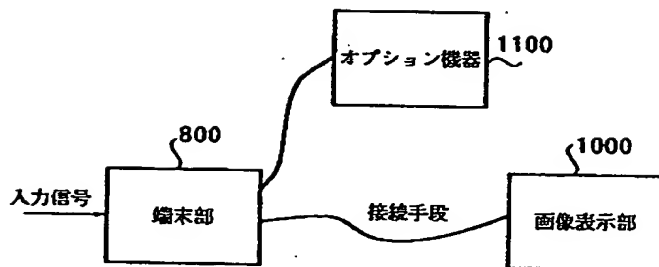 オプション機器
1100
800
1000
入力信号
端末部
接続手段
画像表示部